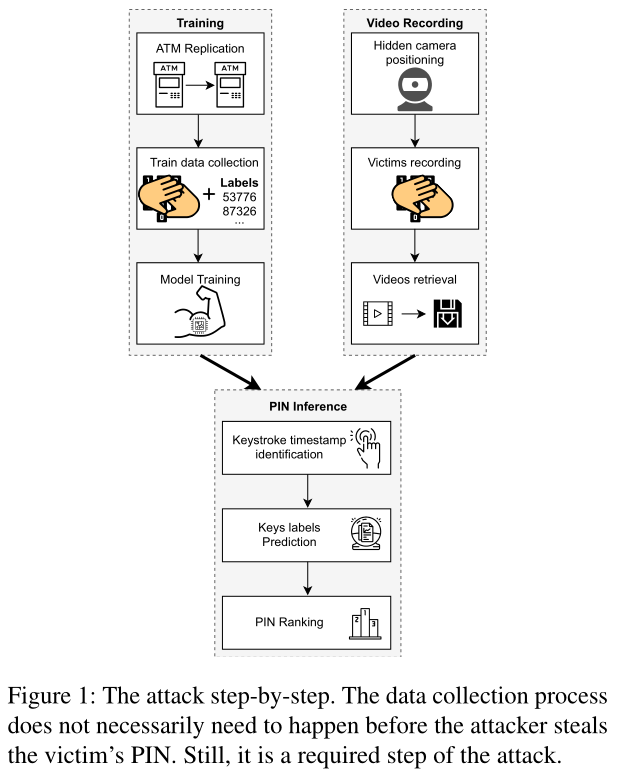 Training
ATM Replication
ATM
ATM
Train data collection
1
0
+
Labels
53776
87326
...
Model Training
Video Recording
Hidden camera
positioning
Victims recording
1
0
Videos retrieval
PIN Inference
Keystroke timestamp
identification
Keys labels
Prediction
PIN Ranking
2
1
3
Figure 1: The attack step-by-step. The data collection process
does not necessarily need to happen before the attacker steals
the victim's PIN. Still, it is a required step of the attack.